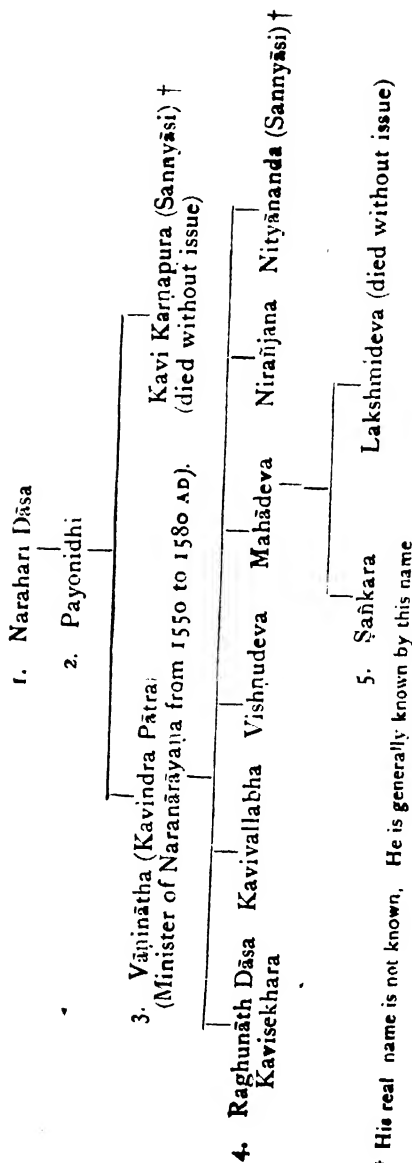 1. Narahari Dāsa
2. Payonidhi
3. Vāṇinātha (Kavindra Pātra) Kavi Karṇapura (Sannyāsi) †
(Minister of Naranārāyaṇa from 1550 to 1580 AD). (died without issue)
4. Raghunāth Dāsa Kavivallabha Vishṇudeva Mahādeva Nirañjana Nityānanda (Sannyāsi) †
Kavisekhara
5. Ṣaṅkara Lakshmideva (died without issue)
† His real name is not known, He is generally known by this name